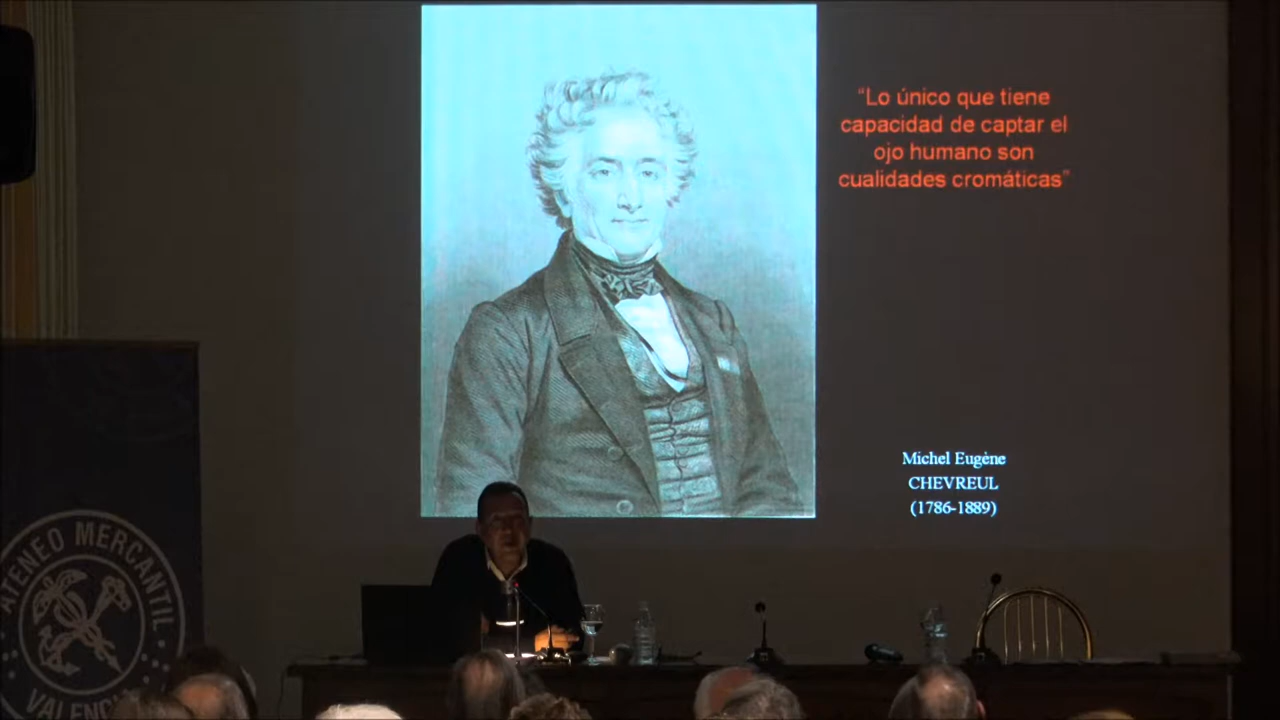 “Lo único que tiene
capacidad de captar el
ojo humano son
cualidades cromáticas”
Michel Eugène
CHEVREUL
(1786-1889)
ATENEO MERCANTIL
VALENCIA